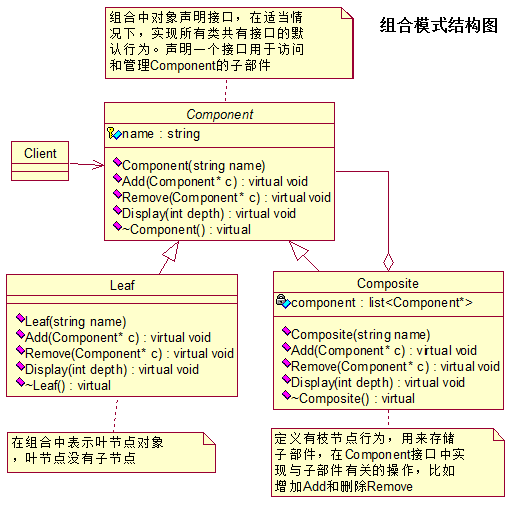 组合中对象声明接口，在适当情
况下，实现所有类共有接口的默
认行为。声明一个接口用于访问
和管理Component的子部件
组合模式结构图
Component
name : string
Component(string name)
Add(Component* c) : virtual void
Remove(Component* c) : virtual void
Display(int depth) : virtual void
~Component() : virtual
Client
Leaf
Leaf(string name)
Add(Component* c) : virtual void
Remove(Component* c) : virtual void
Display(int depth) : virtual void
~Leaf() : virtual
Composite
component : list<Component*>
Composite(string name)
Add(Component* c) : virtual void
Remove(Component* c) : virtual void
Display(int depth) : virtual void
~Composite() : virtual
在组合中表示叶节点对象
，叶节点没有子节点
定义有枝节点行为，用来存储
子部件，在Component接口中实
现与子部件有关的操作，比如
增加Add和删除Remove